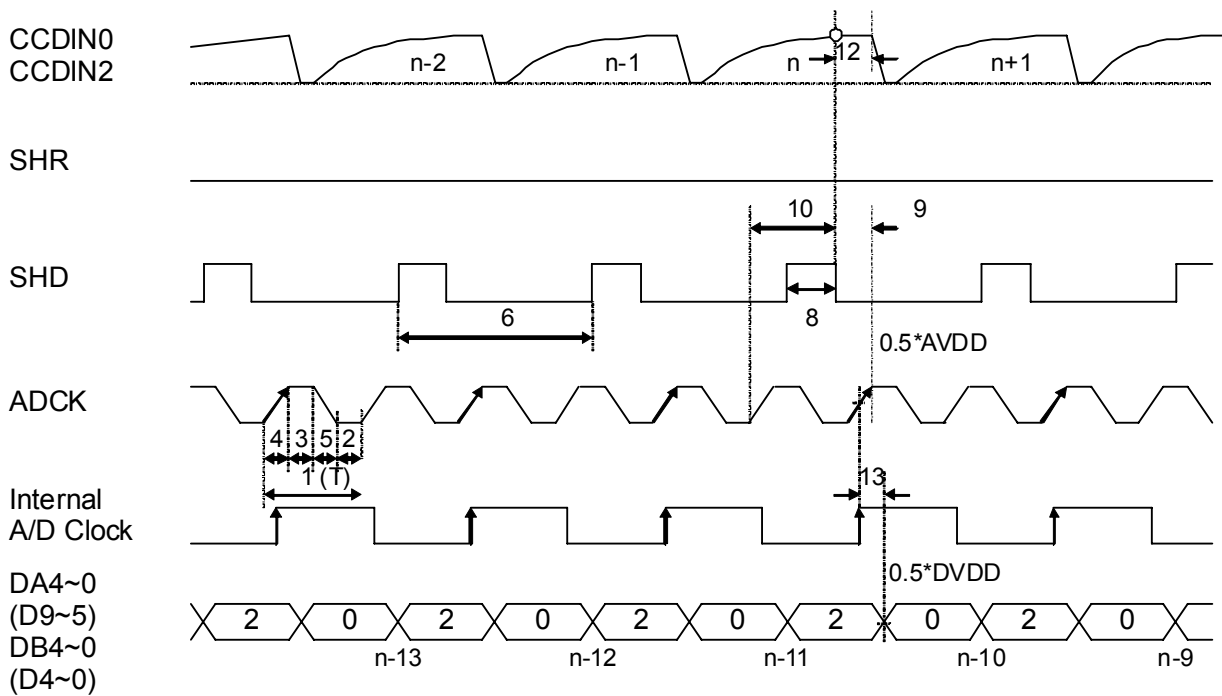 CCDIN0
CCDIN2
n-2
n-1
n
12
n+1
SHR
10
9
SHD
6
8
0.5*AVDD
ADCK
4
3
5
2
1 (T)
13
Internal
A/D Clock
0.5*DVDD
DA4~0
(D9~5)
DB4~0
(D4~0)
2
0
2
0
2
0
2
0
2
0
n-13
n-12
n-11
n-10
n-9